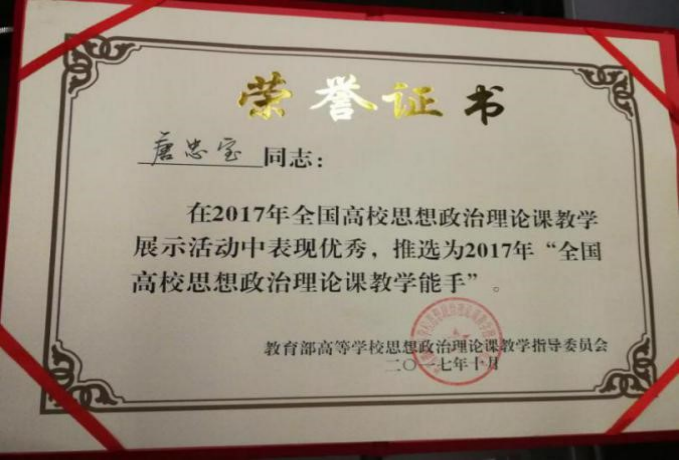 荣誉证书
唐忠宝 同志：
在2017年全国高校思想政治理论课教学
展示活动中表现优秀，推选为2017年“全国
高校思想政治理论课教学能手”。
教育部高等学校思想政治理论课教学指导委员会
二〇一七年十月